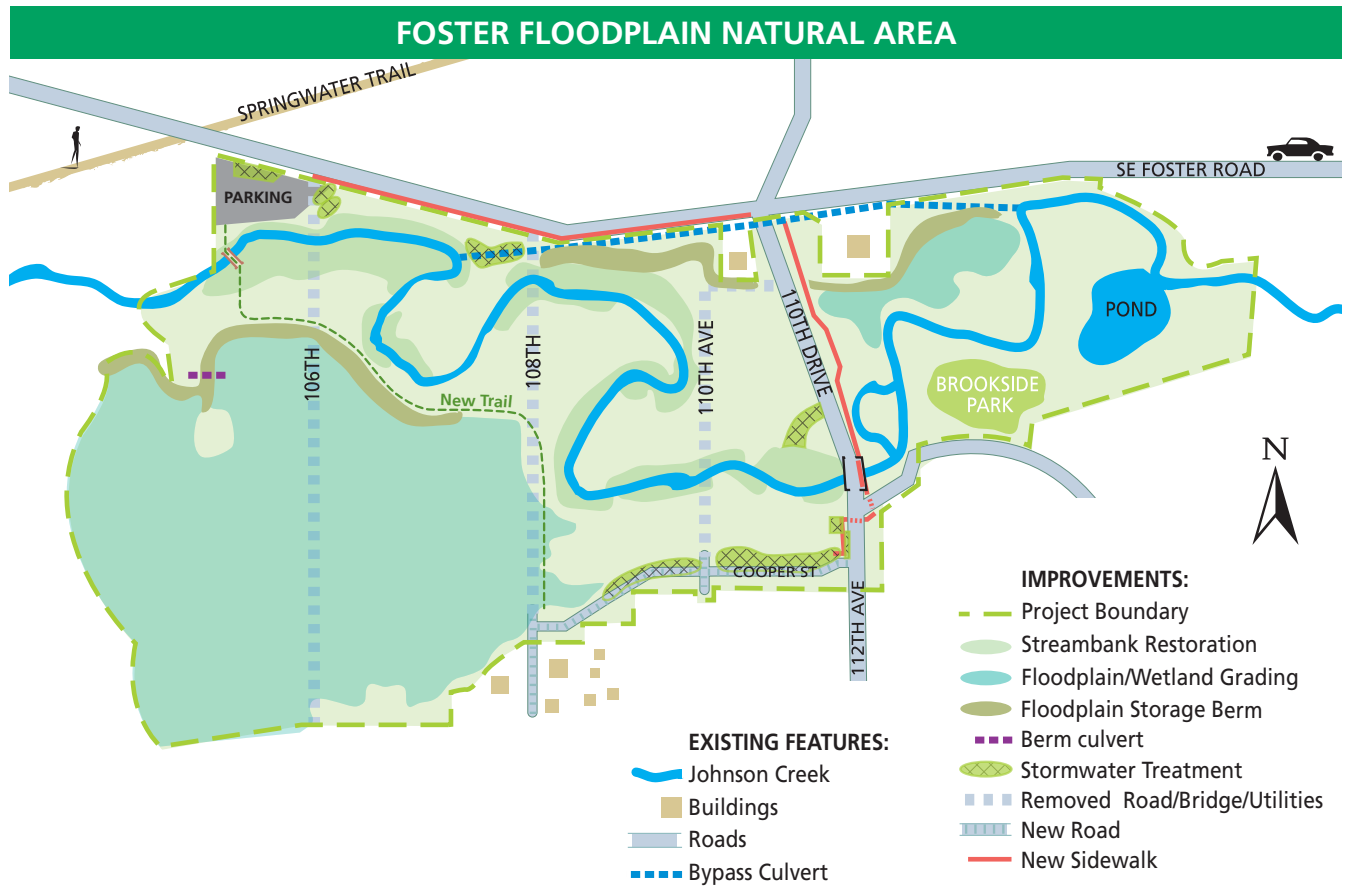 FOSTER FLOODPLAIN NATURAL AREA
SPRINGWATER TRAIL
SE FOSTER ROAD
PARKING
106TH
108TH
110TH AVE
110TH DRIVE
POND
BROOKSIDE
PARK
New Trail
N
COOPER ST
112TH AVE
EXISTING FEATURES:
Johnson Creek
Buildings
Roads
Bypass Culvert
IMPROVEMENTS:
Project Boundary
Streambank Restoration
Floodplain/Wetland Grading
Floodplain Storage Berm
Berm culvert
Stormwater Treatment
Removed Road/Bridge/Utilities
New Road
New Sidewalk